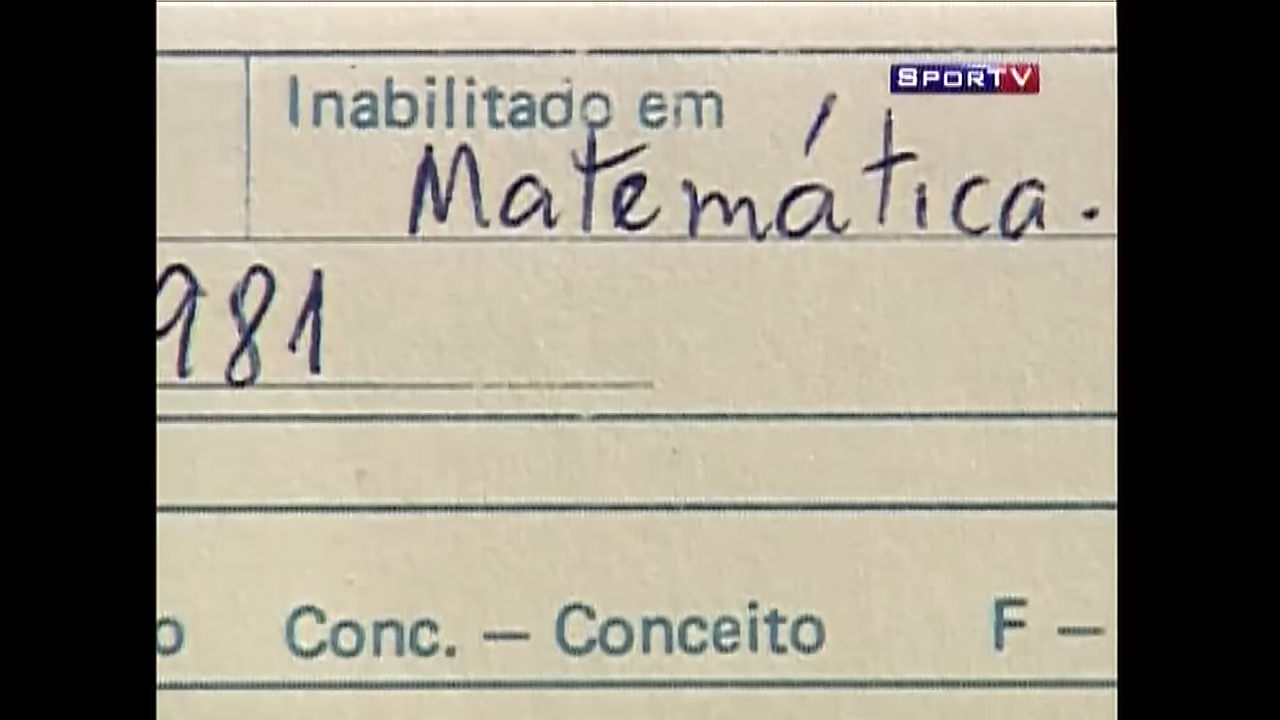 SPORTV
Inabilitado em
Matemática.
981
o Conc. — Conceito F —